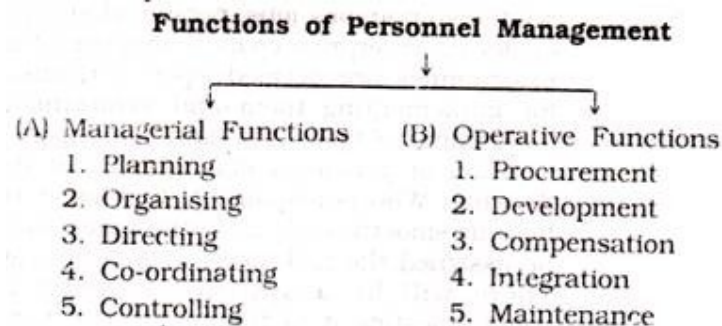 Functions of Personnel Management
(A) Managerial Functions
1. Planning
2. Organising
3. Directing
4. Co-ordinating
5. Controlling
(B) Operative Functions
1. Procurement
2. Development
3. Compensation
4. Integration
5. Maintenance